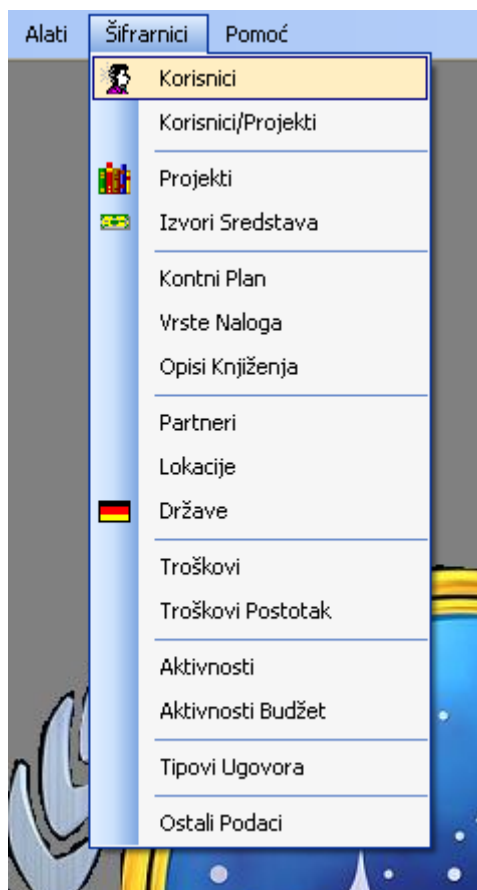 Alati Šifrarnici Pomoć
Korisnici
Korisnici/Projekti
Projekti
Izvori Sredstava
Kontni Plan
Vrste Naloga
Opisi Knjiženja
Partneri
Lokacije
Države
Troškovi
Troškovi Postotak
Aktivnosti
Aktivnosti Budžet
Tipovi Ugovora
Ostali Podaci